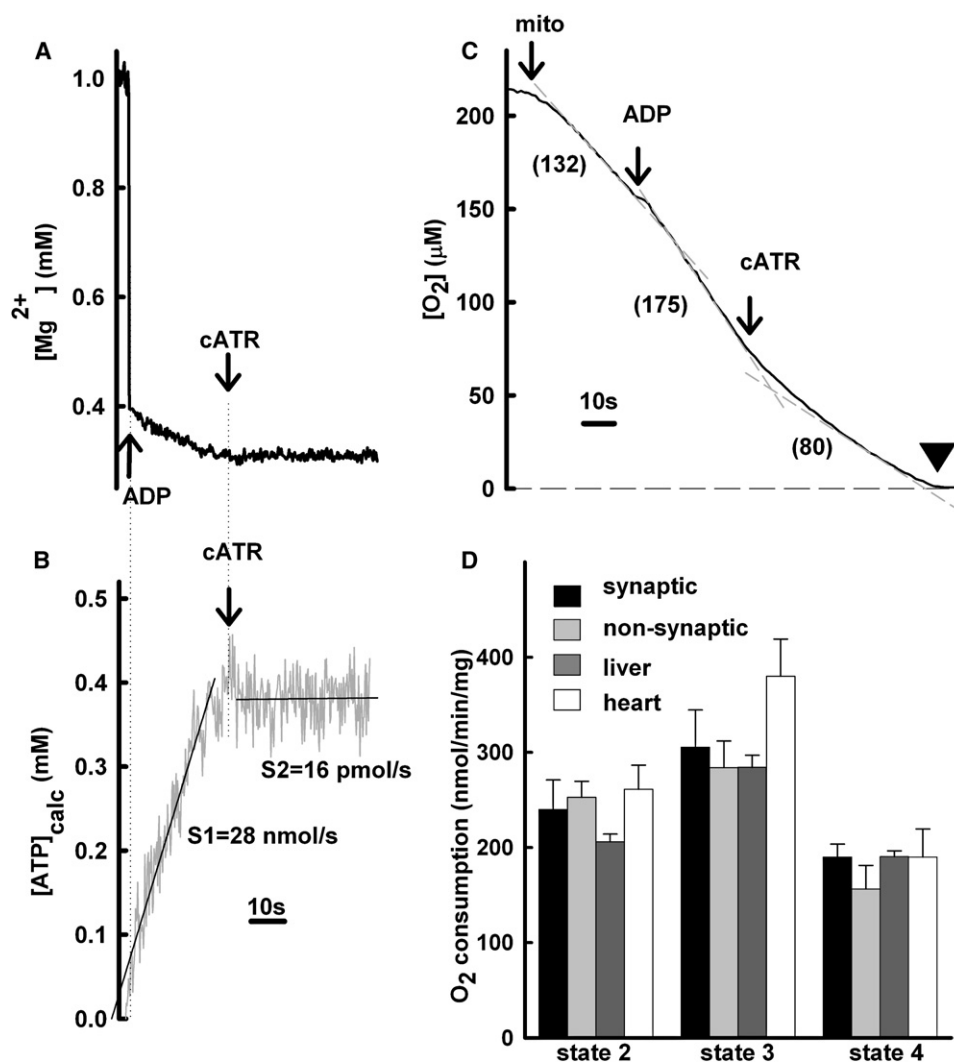 A
1.0
0.8
0.6
0.4
[Mg2+] (mM)
cATR
ADP
B
cATR
0.5
0.4
0.3
0.2
0.1
0.0
[ATP]calc (mM)
S2=16 pmol/s
S1=28 nmol/s
10s
C
mito
ADP
cATR
200
150
100
50
0
[O2] (μM)
(132)
(175)
(80)
10s
D
synaptic
non-synaptic
liver
heart
400
300
200
100
0
O2 consumption (nmol/min/mg)
state 2
state 3
state 4